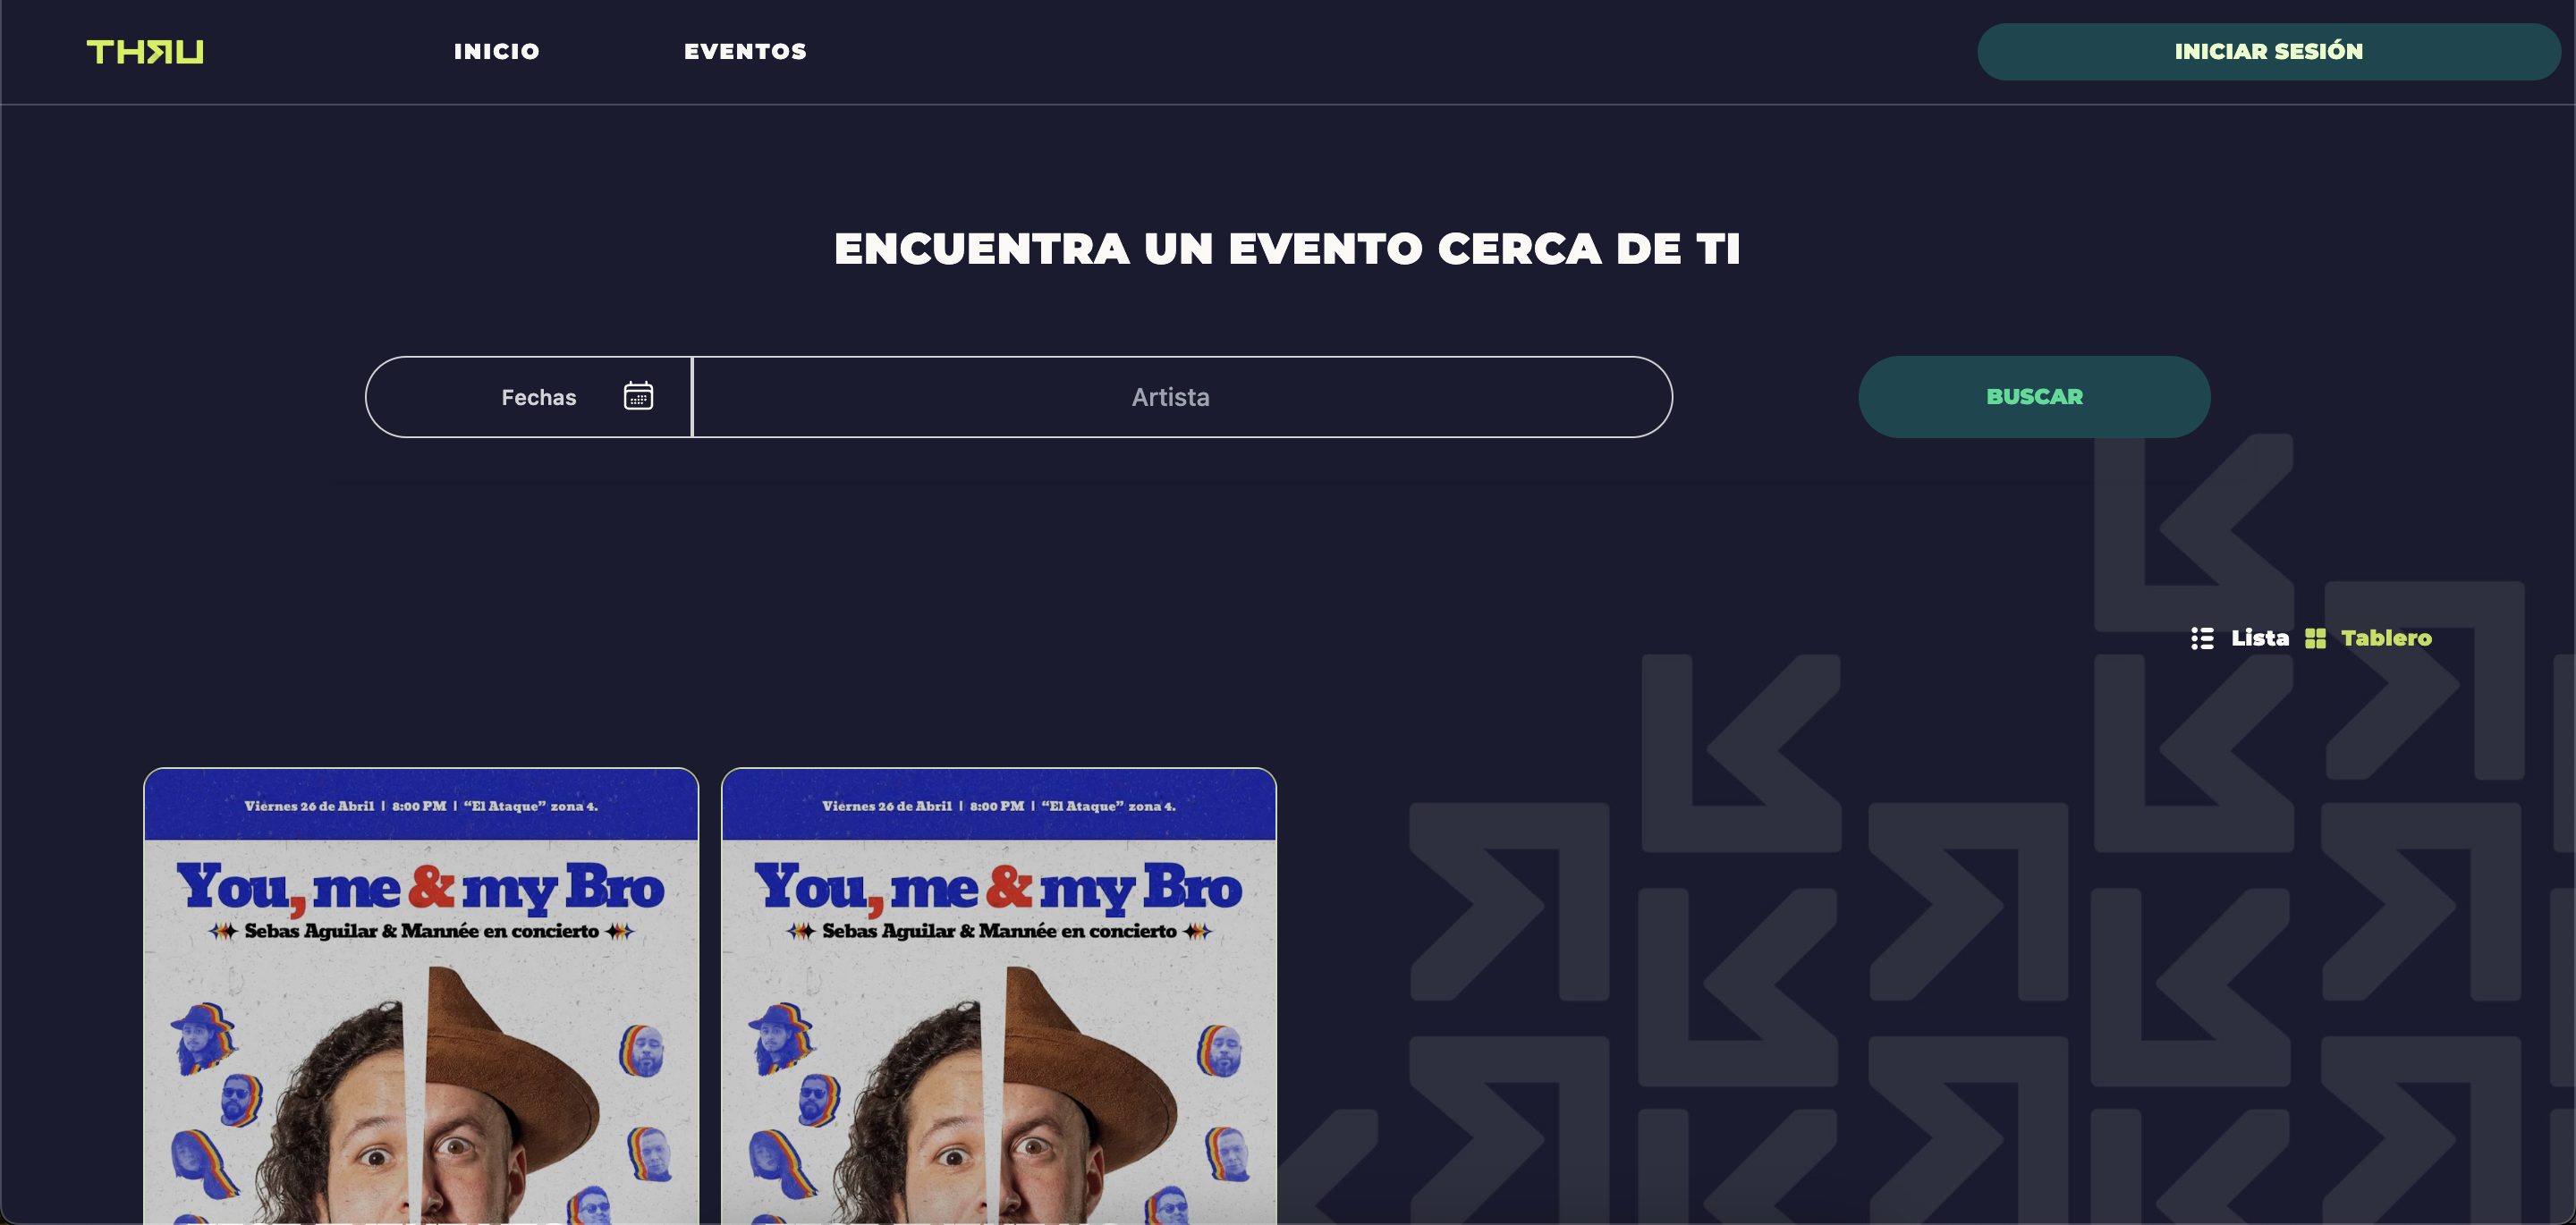 THRU
INICIO
EVENTOS
INICIAR SESIÓN
ENCUENTRA UN EVENTO CERCA DE TI
Fechas
Artista
BUSCAR
Lista
Tablero
Viernes 26 de Abril | 8:00 PM | “El Ataque” zona 4.
You, me & my Bro
Sebas Aguilar & Mannée en concierto
Viernes 26 de Abril | 8:00 PM | “El Ataque” zona 4.
You, me & my Bro
Sebas Aguilar & Mannée en concierto